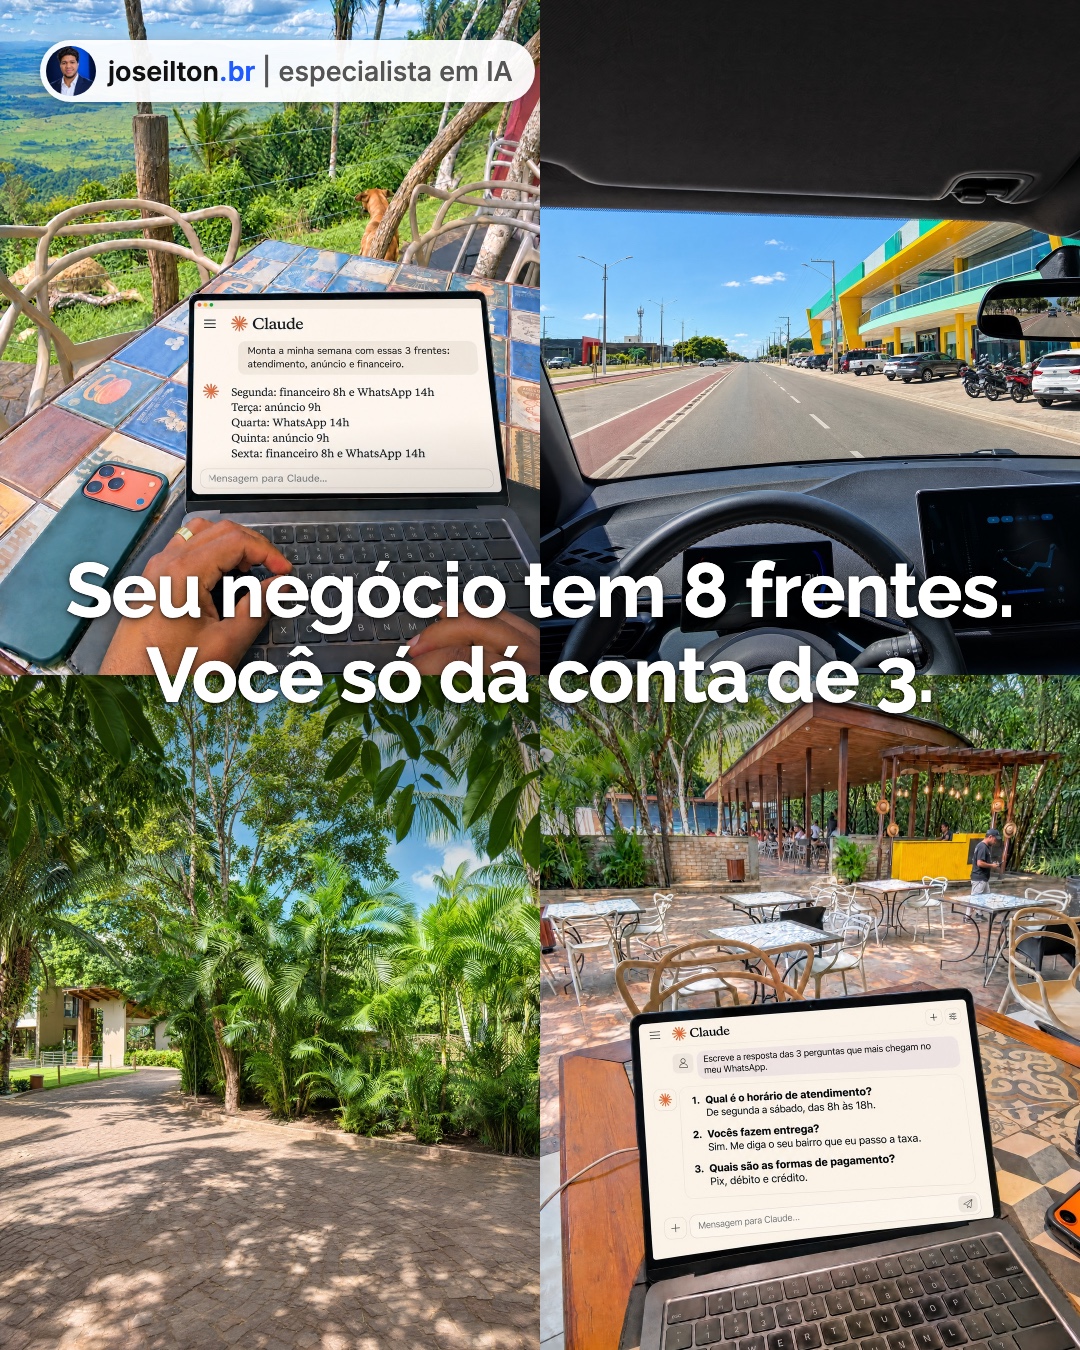 joseilton.br | especialista em IA
Claude
Monta a minha semana com essas 3 frentes:
atendimento, anúncio e financeiro.
Segunda: financeiro 8h e WhatsApp 14h
Terça: anúncio 9h
Quarta: WhatsApp 14h
Quinta: anúncio 9h
Sexta: financeiro 8h e WhatsApp 14h
Mensagem para Claude...
Seu negócio tem 8 frentes.
Você só dá conta de 3.
Claude
Escreve a resposta das 3 perguntas que mais chegam no
meu WhatsApp.
1. Qual é o horário de atendimento?
De segunda a sábado, das 8h às 18h.
2. Vocês fazem entrega?
Sim. Me diga o seu bairro que eu passo a taxa.
3. Quais são as formas de pagamento?
Pix, débito e crédito.
Mensagem para Claude...